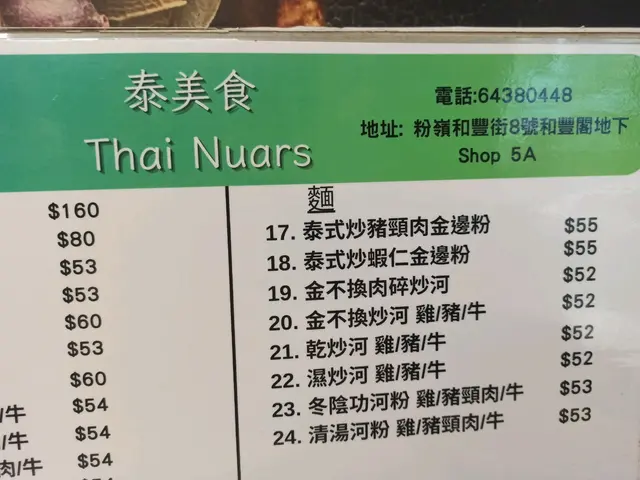 泰美食
Thai Nuars
電話:64380448
地址: 粉嶺和豐街8號和豐閣地下
Shop 5A
$160
$80
$53
$53
$60
$53
$60
/牛 $54
/牛 $54
肉/牛 $54
麵
17. 泰式炒豬頸肉金邊粉 $55
18. 泰式炒蝦仁金邊粉 $55
19. 金不換肉碎炒河 $52
20. 金不換炒河 雞/豬/牛 $52
21. 乾炒河 雞/豬/牛 $52
22. 濕炒河 雞/豬/牛 $52
23. 冬陰功河粉 雞/豬頸肉/牛 $53
24. 清湯河粉 雞/豬頸肉/牛 $53